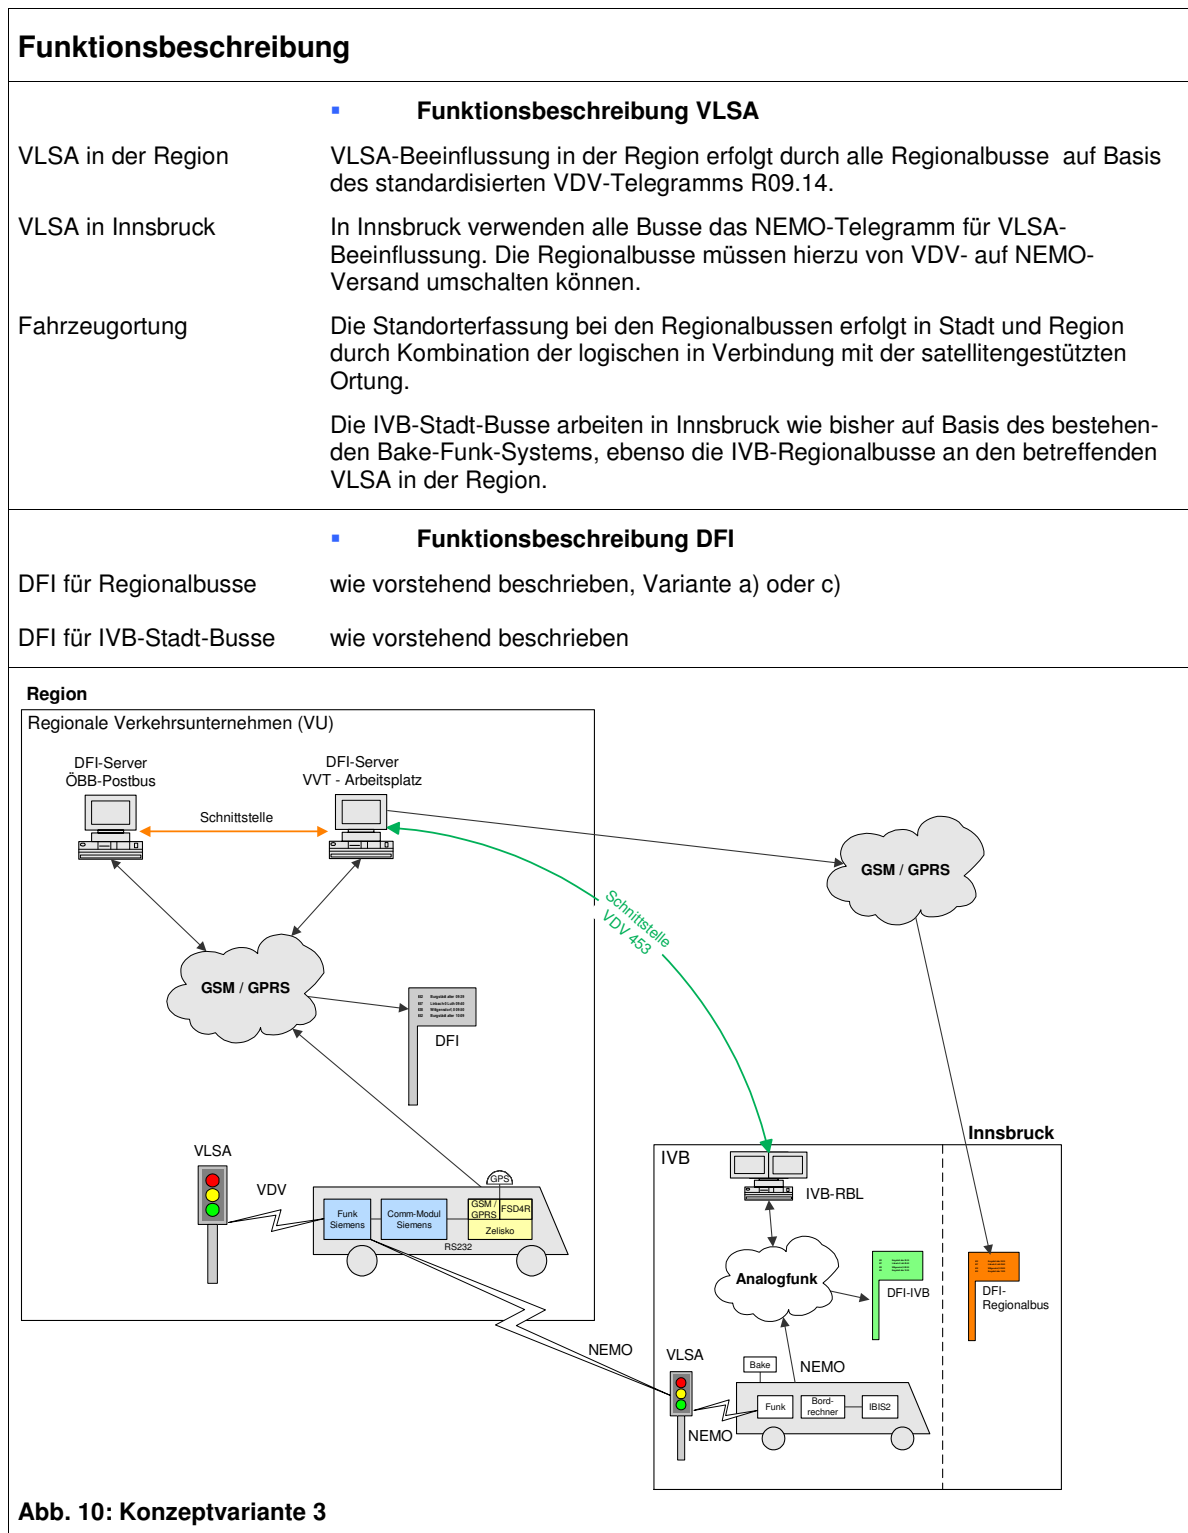 Funktionsbeschreibung
Funktionsbeschreibung VLSA
VLSA in der Region
VLSA-Beeinflussung in der Region erfolgt durch alle Regionalbusse auf Basis
des standardisierten VDV-Telegramms R09.14.
VLSA in Innsbruck
In Innsbruck verwenden alle Busse das NEMO-Telegramm für VLSA-
Beeinflussung. Die Regionalbusse müssen hierzu von VDV- auf NEMO-
Versand umschalten können.
Fahrzeugortung
Die Standorterfassung bei den Regionalbussen erfolgt in Stadt und Region
durch Kombination der logischen in Verbindung mit der satellitengestützten
Ortung.
Die IVB-Stadt-Busse arbeiten in Innsbruck wie bisher auf Basis des bestehen-
den Bake-Funk-Systems, ebenso die IVB-Regionalbusse an den betreffenden
VLSA in der Region.
Funktionsbeschreibung DFI
DFI für Regionalbusse
wie vorstehend beschrieben, Variante a) oder c)
DFI für IVB-Stadt-Busse
wie vorstehend beschrieben
Region
Regionale Verkehrsunternehmen (VU)
DFI-Server
ÖBB-Postbus
DFI-Server
VVT - Arbeitsplatz
Schnittstelle
GSM / GPRS
Schnittstelle
VDV 453
GSM / GPRS
DFI
VLSA
VDV
GPS
Funk
Siemens
Comm-Modul
Siemens
GSM /
GPRS
FSD4R
Zelisko
RS232
Innsbruck
IVB
IVB-RBL
Analogfunk
DFI-IVB
DFI-
Regionalbus
NEMO
VLSA
Bake
NEMO
Funk
Bord-
rechner
IBIS2
NEMO
Abb. 10: Konzeptvariante 3